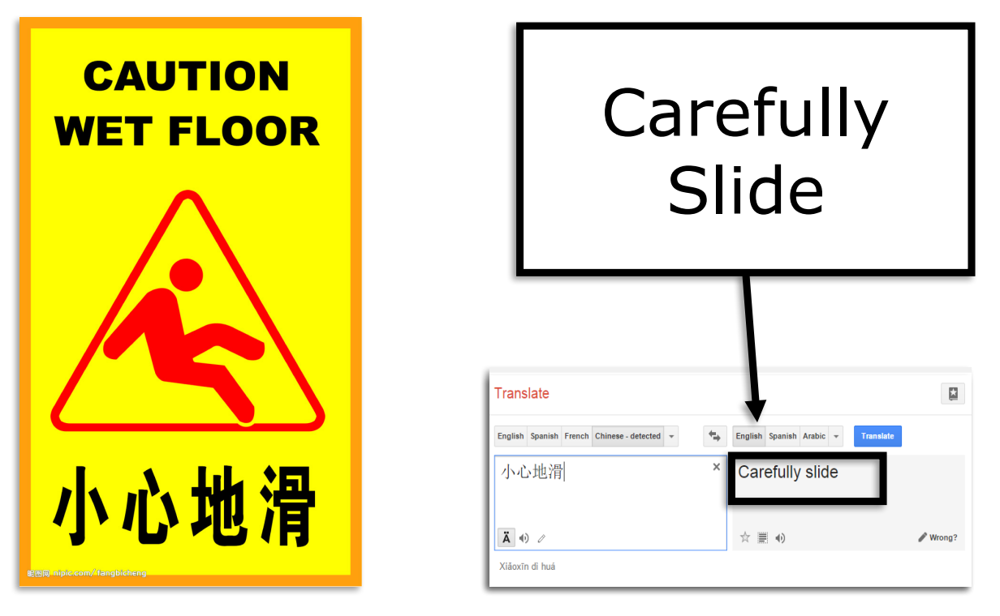 CAUTION
WET FLOOR
小心地滑
昵图网 nipic.com/fangbicheng
Carefully
Slide
Translate
English Spanish French Chinese - detected
English Spanish Arabic Translate
小心地滑
Carefully slide
Ä
Wrong?
Xiǎoxīn dì huá